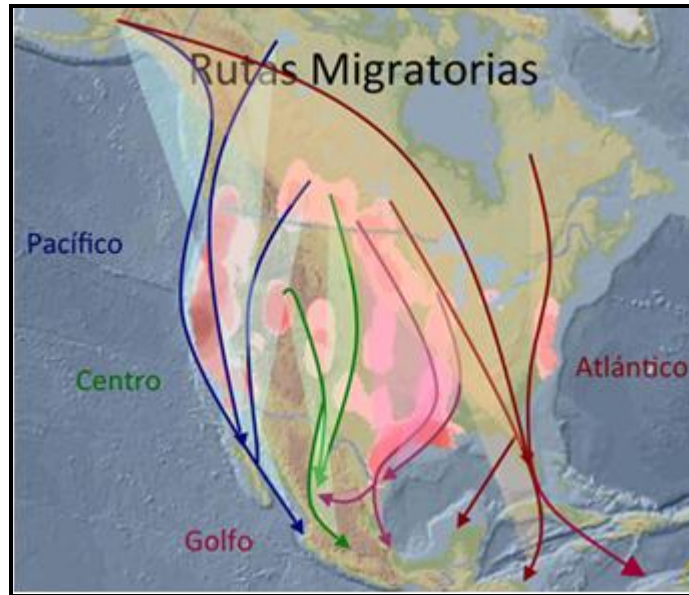 Rutas Migratorias
Pacífico
Centro
Atlántico
Golfo